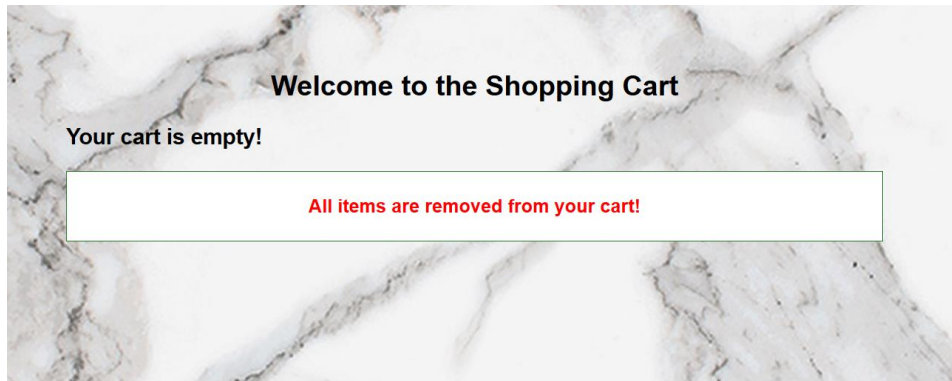 Welcome to the Shopping Cart
Your cart is empty!
All items are removed from your cart!